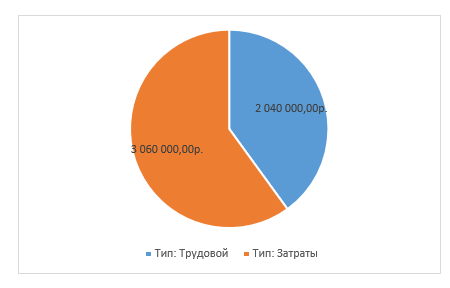 2 040 000,00р.
3 060 000,00р.
Тип: Трудовой
Тип: Затраты